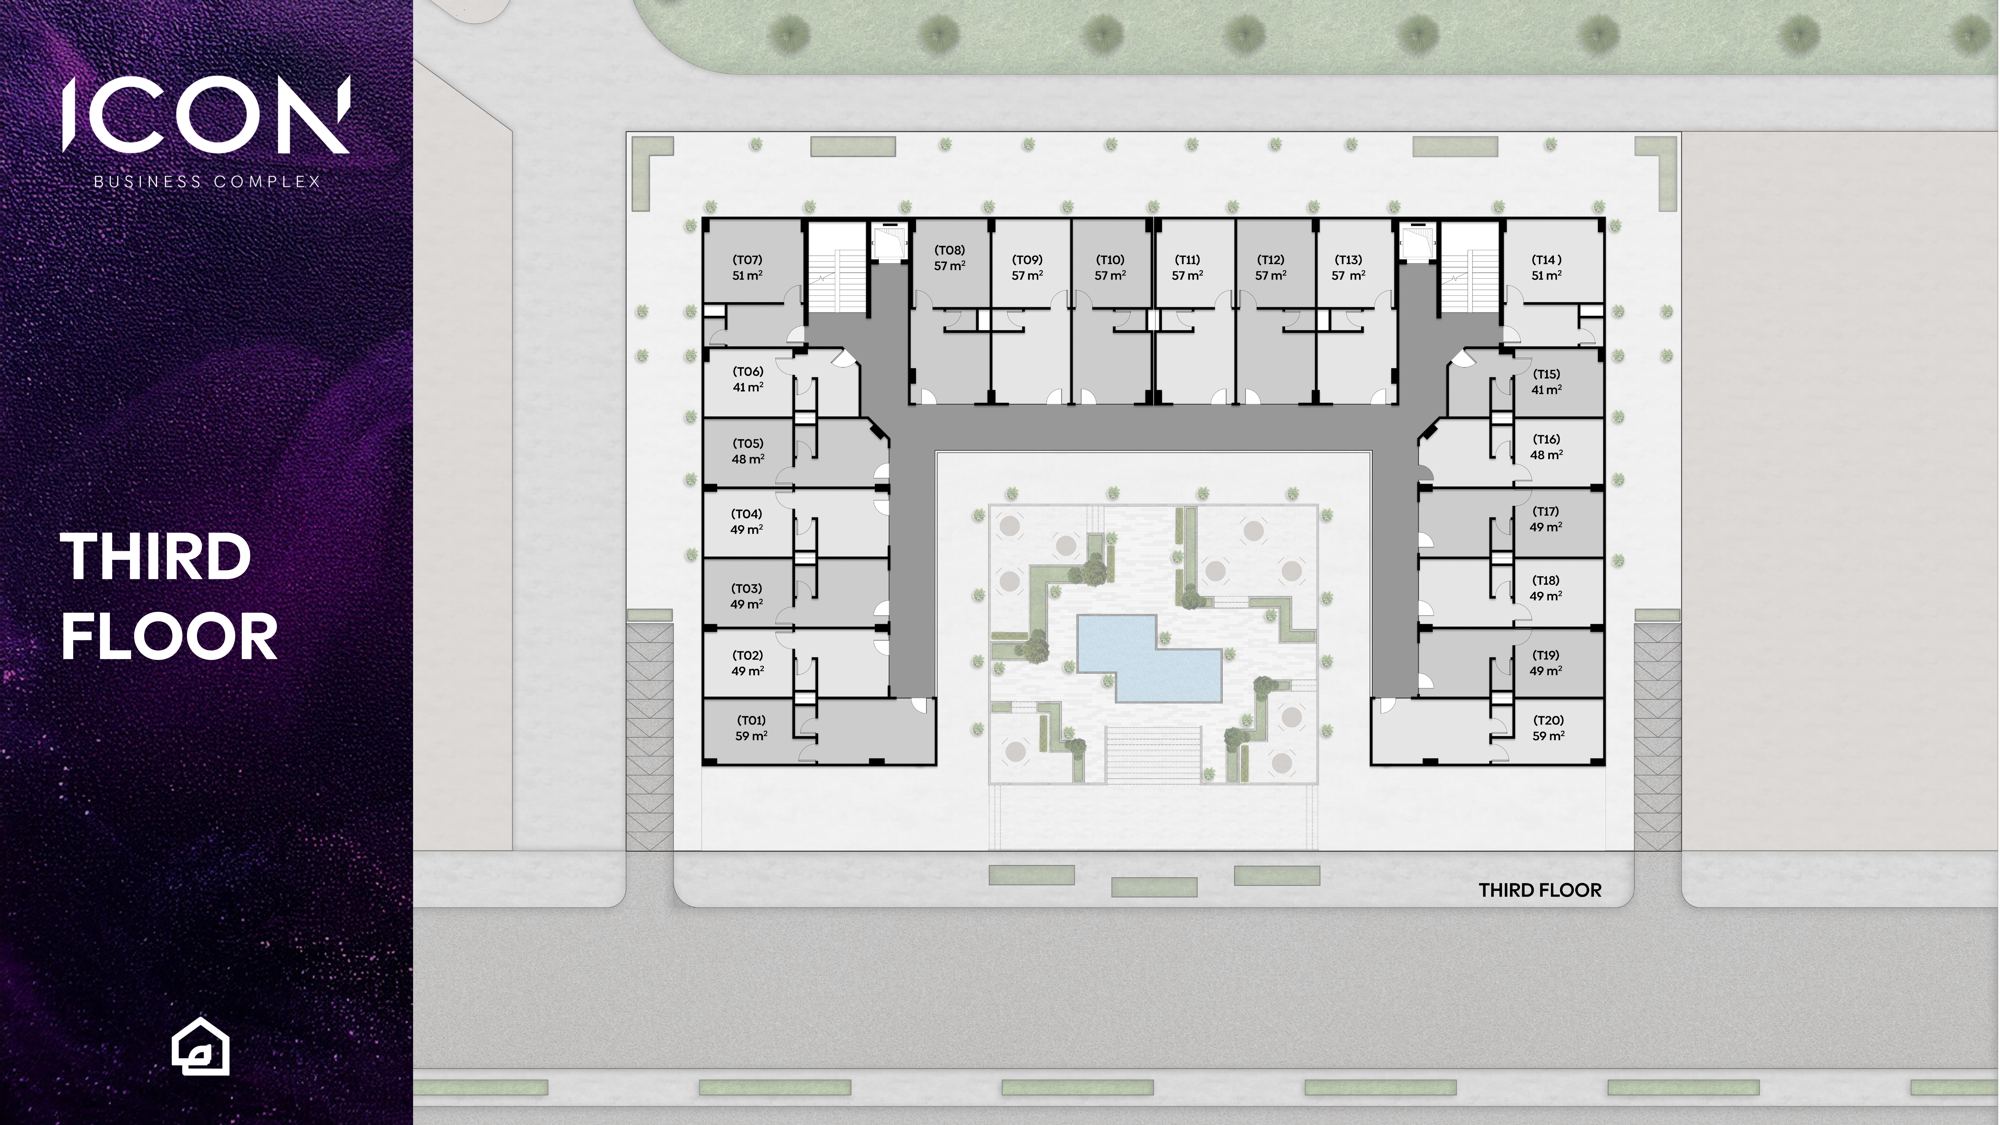 ICON
BUSINESS COMPLEX
THIRD
FLOOR
(T07)
51 m²
(T08)
57 m²
(T09)
57 m²
(T10)
57 m²
(T11)
57 m²
(T12)
57 m²
(T13)
57 m²
(T14)
51 m²
(T06)
41 m²
(T15)
41 m²
(T05)
48 m²
(T16)
48 m²
(T04)
49 m²
(T17)
49 m²
(T03)
49 m²
(T18)
49 m²
(T02)
49 m²
(T19)
49 m²
(T01)
59 m²
(T20)
59 m²
THIRD FLOOR